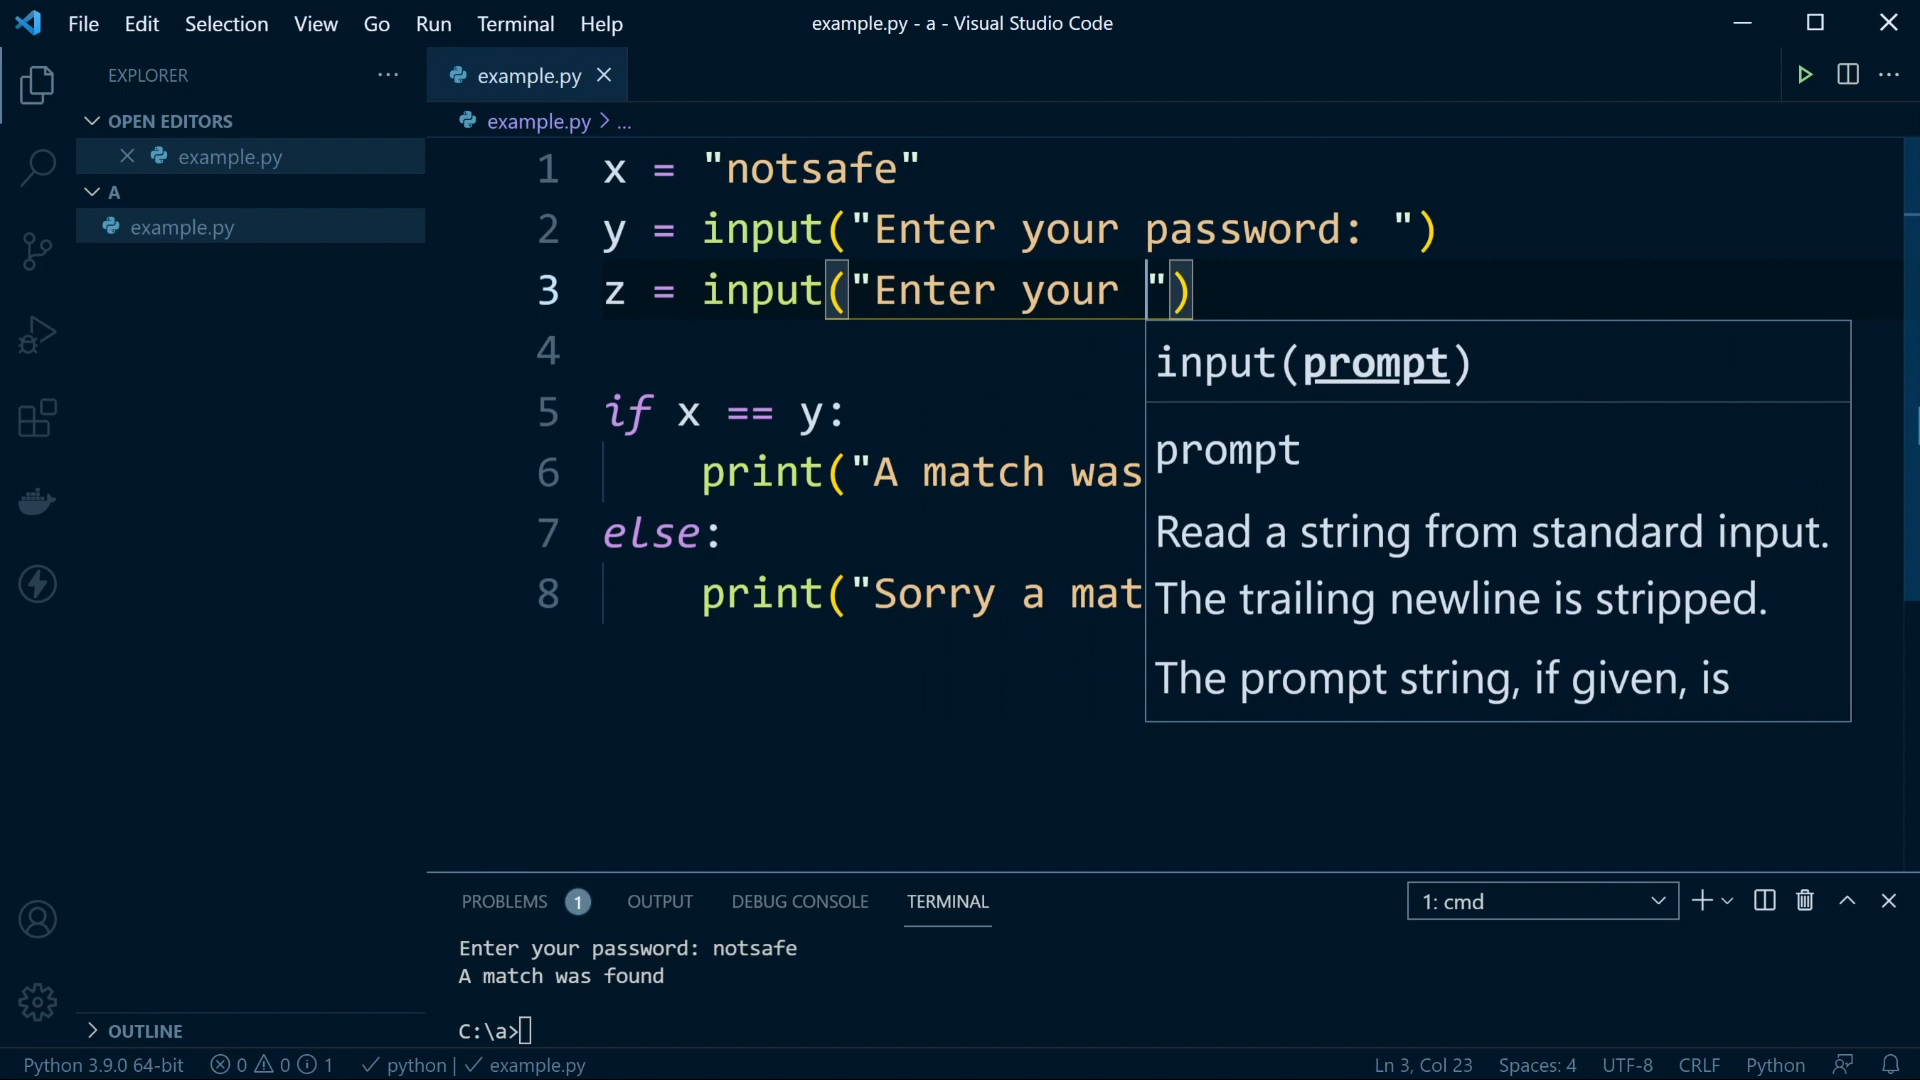 File Edit Selection View Go Run Terminal Help
example.py - a - Visual Studio Code
EXPLORER
example.py
OPEN EDITORS
example.py > ...
example.py
A
example.py
1 x = "notsafe"
2 y = input("Enter your password: ")
3 z = input("Enter your ")
4
5 if x == y:
6 print("A match was
7 else:
8 print("Sorry a mat
input(prompt)
prompt
Read a string from standard input.
The trailing newline is stripped.
The prompt string, if given, is
PROBLEMS 1 OUTPUT DEBUG CONSOLE TERMINAL
1: cmd
Enter your password: notsafe
A match was found
C:\a>
OUTLINE
Python 3.9.0 64-bit 0 0 1 python | example.py
Ln 3, Col 23 Spaces: 4 UTF-8 CRLF Python